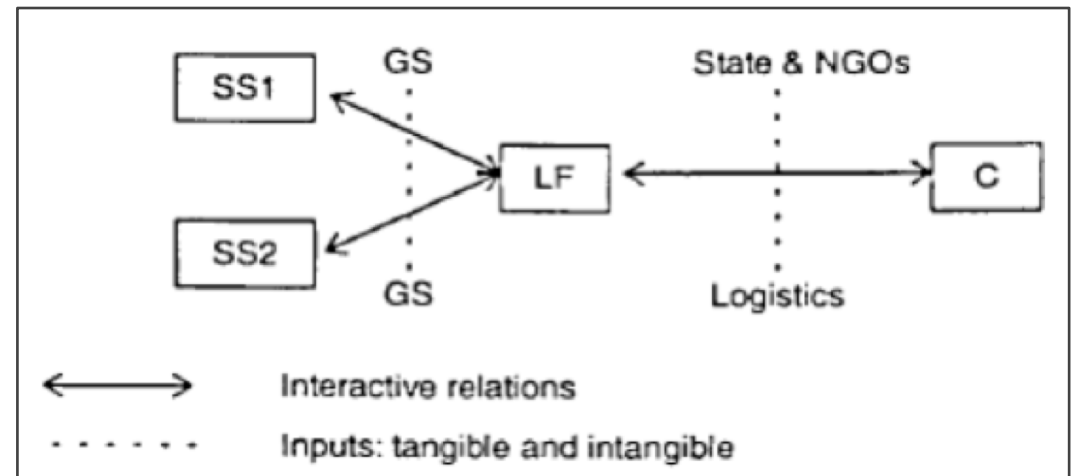 GS
State & NGOs
SS1
LF
C
SS2
GS
Logistics
Interactive relations
Inputs: tangible and intangible